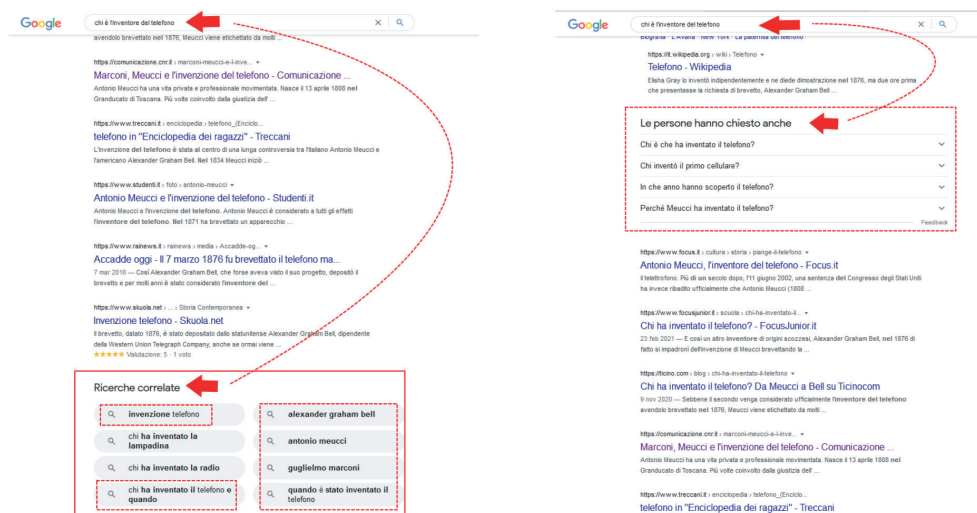 Google
chi è l'inventore del telefono
avendolo brevettato nel 1876, Meucci viene etichettato da molti ...
https://comunicazione.cnr.it › marconi-meucci-e-l-inve...
Marconi, Meucci e l'invenzione del telefono - Comunicazione ...
Antonio Meucci ha una vita privata e professionale movimentata. Nasce il 13 aprile 1808 nel
Granducato di Toscana. Più volte coinvolto dalla giustizia dell' ...
https://www.treccani.it › enciclopedia › telefono_(Enciclo...
telefono in "Enciclopedia dei ragazzi" - Treccani
L'invenzione del telefono è stata al centro di una lunga controversia tra l'italiano Antonio Meucci e
l'americano Alexander Graham Bell. Nel 1834 Meucci iniziò ...
https://www.studenti.it › foto › antonio-meucci
Antonio Meucci e l'invenzione del telefono - Studenti.it
Antonio Meucci e l'invenzione del telefono. Antonio Meucci è considerato a tutti gli effetti
l'inventore del telefono. Nel 1871 ha brevettato un apparecchio ...
https://www.rainews.it › rainews › media › Accadde-og...
Accadde oggi - Il 7 marzo 1876 fu brevettato il telefono ma...
7 mar 2016 — Così Alexander Graham Bell, che forse aveva visto il suo progetto, depositò il
brevetto e per molti anni è stato considerato l'inventore del ...
https://www.skuola.net › ... › Storia Contemporanea
Invenzione telefono - Skuola.net
Il brevetto, datato 1876, è stato depositato dallo statunitense Alexander Graham Bell, dipendente
della Western Union Telegraph Company, anche se ormai viene ...
★★★★★ Valutazione: 5 · 1 voto
Ricerche correlate
invenzione telefono
chi ha inventato la
lampadina
chi ha inventato la radio
chi ha inventato il telefono e
quando
alexander graham bell
antonio meucci
guglielmo marconi
quando è stato inventato il
telefono
Google
chi è l'inventore del telefono
Biografia · L'Avana · New York · La paternità del telefono
https://it.wikipedia.org › wiki › Telefono
Telefono - Wikipedia
Elisha Gray lo inventò indipendentemente e ne diede dimostrazione nel 1876, ma due ore prima
che presentasse la richiesta di brevetto, Alexander Graham Bell ...
Le persone hanno chiesto anche
Chi è che ha inventato il telefono?
Chi inventò il primo cellulare?
In che anno hanno scoperto il telefono?
Perché Meucci ha inventato il telefono?
Feedback
https://www.focus.it › cultura › storia › piange-il-telefono
Antonio Meucci, l'inventore del telefono - Focus.it
Il telettrofono. Più di un secolo dopo, l'11 giugno 2002, una sentenza del Congresso degli Stati Uniti
ha invece ribadito ufficialmente che Antonio Meucci (1808 ...
https://www.focusjunior.it › scuola › chi-ha-inventato-il...
Chi ha inventato il telefono? - FocusJunior.it
23 feb 2021 — E così un altro inventore di origini scozzesi, Alexander Graham Bell, nel 1876 di
fatto si impadronì dell'invenzione di Meucci brevettando la ...
https://ticino.com › blog › chi-ha-inventato-il-telefono
Chi ha inventato il telefono? Da Meucci a Bell su Ticinocom
9 nov 2020 — Sebbene il secondo venga considerato ufficialmente l'inventore del telefono
avendolo brevettato nel 1876, Meucci viene etichettato da molti ...
https://comunicazione.cnr.it › marconi-meucci-e-l-inve...
Marconi, Meucci e l'invenzione del telefono - Comunicazione ...
Antonio Meucci ha una vita privata e professionale movimentata. Nasce il 13 aprile 1808 nel
Granducato di Toscana. Più volte coinvolto dalla giustizia dell' ...
https://www.treccani.it › enciclopedia › telefono_(Enciclo...
telefono in "Enciclopedia dei ragazzi" - Treccani